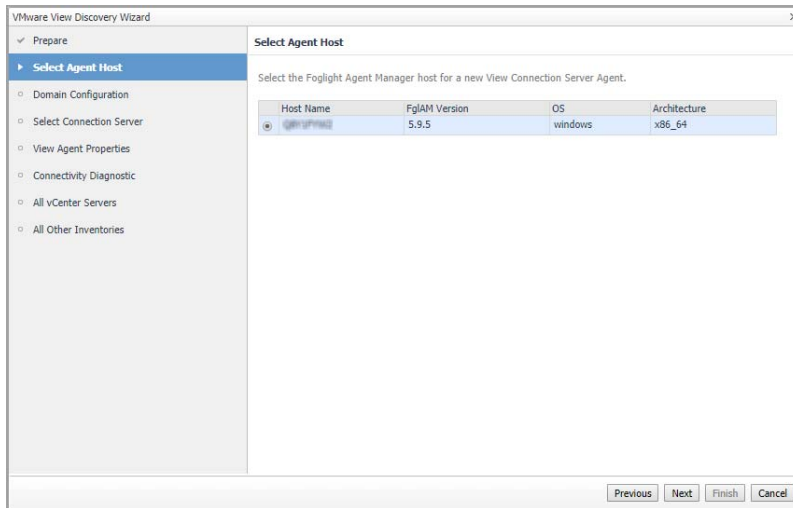 VMware View Discovery Wizard
Prepare
Select Agent Host
Domain Configuration
Select Connection Server
View Agent Properties
Connectivity Diagnostic
All vCenter Servers
All Other Inventories
Select Agent Host
Select the Foglight Agent Manager host for a new View Connection Server Agent.
Host Name FglAM Version OS Architecture
5.9.5 windows x86_64
Previous Next Finish Cancel